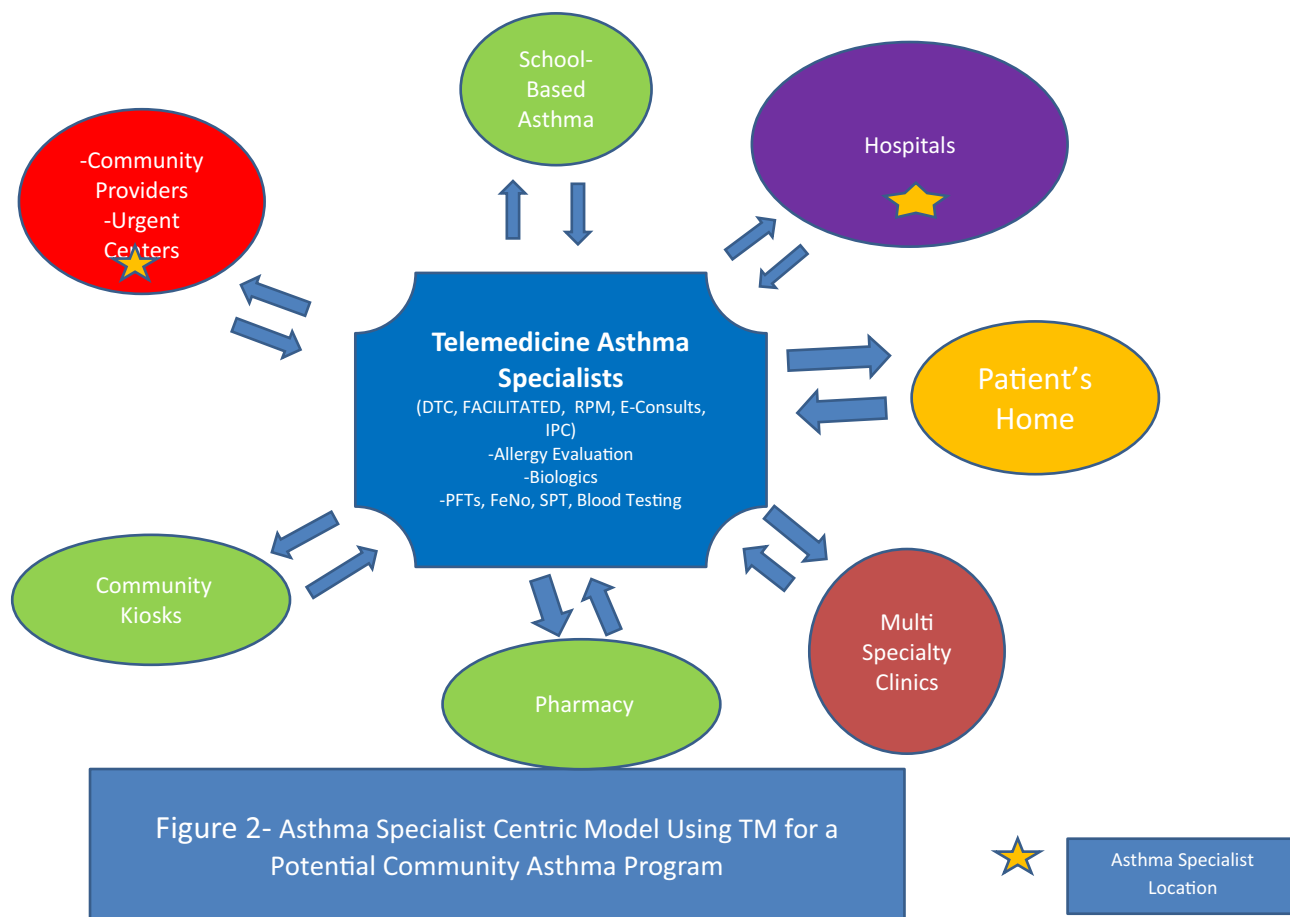 School-
Based
Asthma
Hospitals
-Community
Providers
-Urgent
Centers
Telemedicine Asthma
Specialists
(DTC, FACILITATED, RPM, E-Consults,
IPC)
-Allergy Evaluation
-Biologics
-PFTs, FeNo, SPT, Blood Testing
Patient's
Home
Community
Kiosks
Multi
Specialty
Clinics
Pharmacy
Figure 2- Asthma Specialist Centric Model Using TM for a
Potential Community Asthma Program
Asthma Specialist
Location